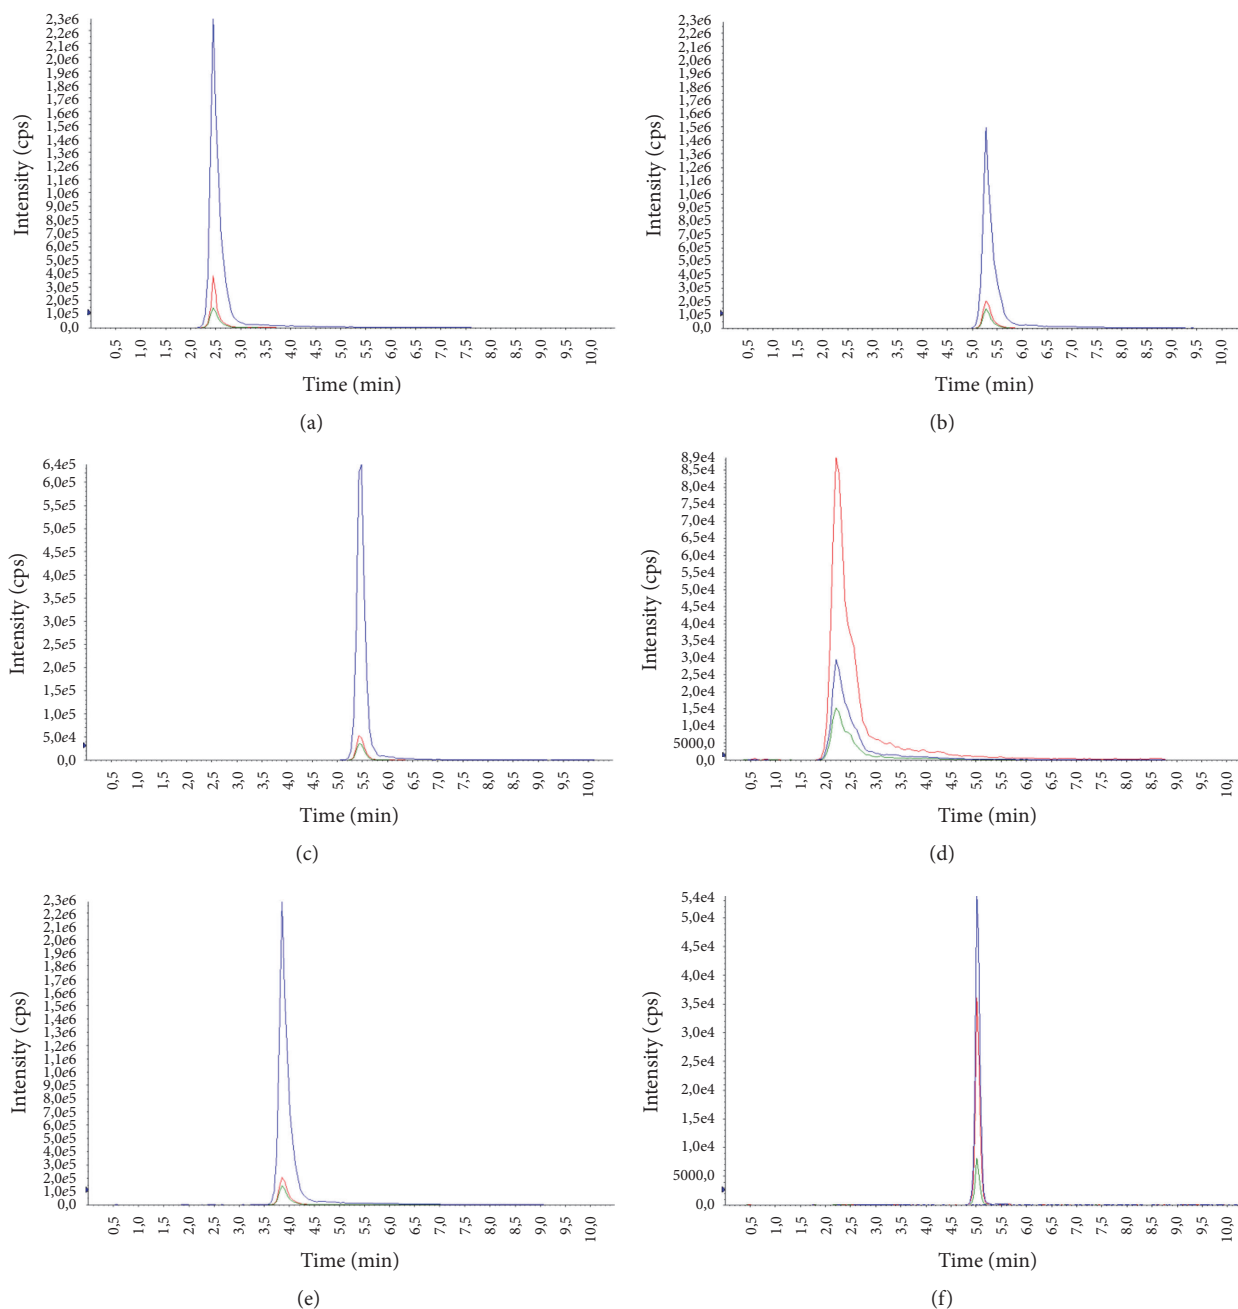 2,3e6
2,2e6
2,1e6
2,0e6
1,9e6
1,8e6
1,7e6
1,6e6
1,5e6
1,4e6
1,3e6
1,2e6
1,1e6
1,0e6
9,0e5
8,0e5
7,0e5
6,0e5
5,0e5
4,0e5
3,0e5
2,0e5
1,0e5
0,0
Intensity (cps)
0,5 1,0 1,5 2,0 2,5 3,0 3,5 4,0 4,5 5,0 5,5 6,0 6,5 7,0 7,5 8,0 8,5 9,0 9,5 10,0
Time (min)
(a)
2,3e6
2,2e6
2,1e6
2,0e6
1,9e6
1,8e6
1,7e6
1,6e6
1,5e6
1,4e6
1,3e6
1,2e6
1,1e6
1,0e6
9,0e5
8,0e5
7,0e5
6,0e5
5,0e5
4,0e5
3,0e5
2,0e5
1,0e5
0,0
Intensity (cps)
0,5 1,0 1,5 2,0 2,5 3,0 3,5 4,0 4,5 5,0 5,5 6,0 6,5 7,0 7,5 8,0 8,5 9,0 9,5 10,0
Time (min)
(b)
6,4e5
6,0e5
5,5e5
5,0e5
4,5e5
4,0e5
3,5e5
3,0e5
2,5e5
2,0e5
1,5e5
1,0e5
5,0e4
0,0
Intensity (cps)
0,5 1,0 1,5 2,0 2,5 3,0 3,5 4,0 4,5 5,0 5,5 6,0 6,5 7,0 7,5 8,0 8,5 9,0 9,5 10,0
Time (min)
(c)
8,9e4
8,5e4
8,0e4
7,5e4
7,0e4
6,5e4
6,0e4
5,5e4
5,0e4
4,5e4
4,0e4
3,5e4
3,0e4
2,5e4
2,0e4
1,5e4
1,0e4
5000,0
0,0
Intensity (cps)
0,5 1,0 1,5 2,0 2,5 3,0 3,5 4,0 4,5 5,0 5,5 6,0 6,5 7,0 7,5 8,0 8,5 9,0 9,5 10,0
Time (min)
(d)
2,3e6
2,2e6
2,1e6
2,0e6
1,9e6
1,8e6
1,7e6
1,6e6
1,5e6
1,4e6
1,3e6
1,2e6
1,1e6
1,0e6
9,0e5
8,0e5
7,0e5
6,0e5
5,0e5
4,0e5
3,0e5
2,0e5
1,0e5
0,0
Intensity (cps)
0,5 1,0 1,5 2,0 2,5 3,0 3,5 4,0 4,5 5,0 5,5 6,0 6,5 7,0 7,5 8,0 8,5 9,0 9,5 10,0
Time (min)
(e)
5,4e4
5,0e4
4,5e4
4,0e4
3,5e4
3,0e4
2,5e4
2,0e4
1,5e4
1,0e4
5000,0
0,0
Intensity (cps)
0,5 1,0 1,5 2,0 2,5 3,0 3,5 4,0 4,5 5,0 5,5 6,0 6,5 7,0 7,5 8,0 8,5 9,0 9,5 10,0
Time (min)
(f)